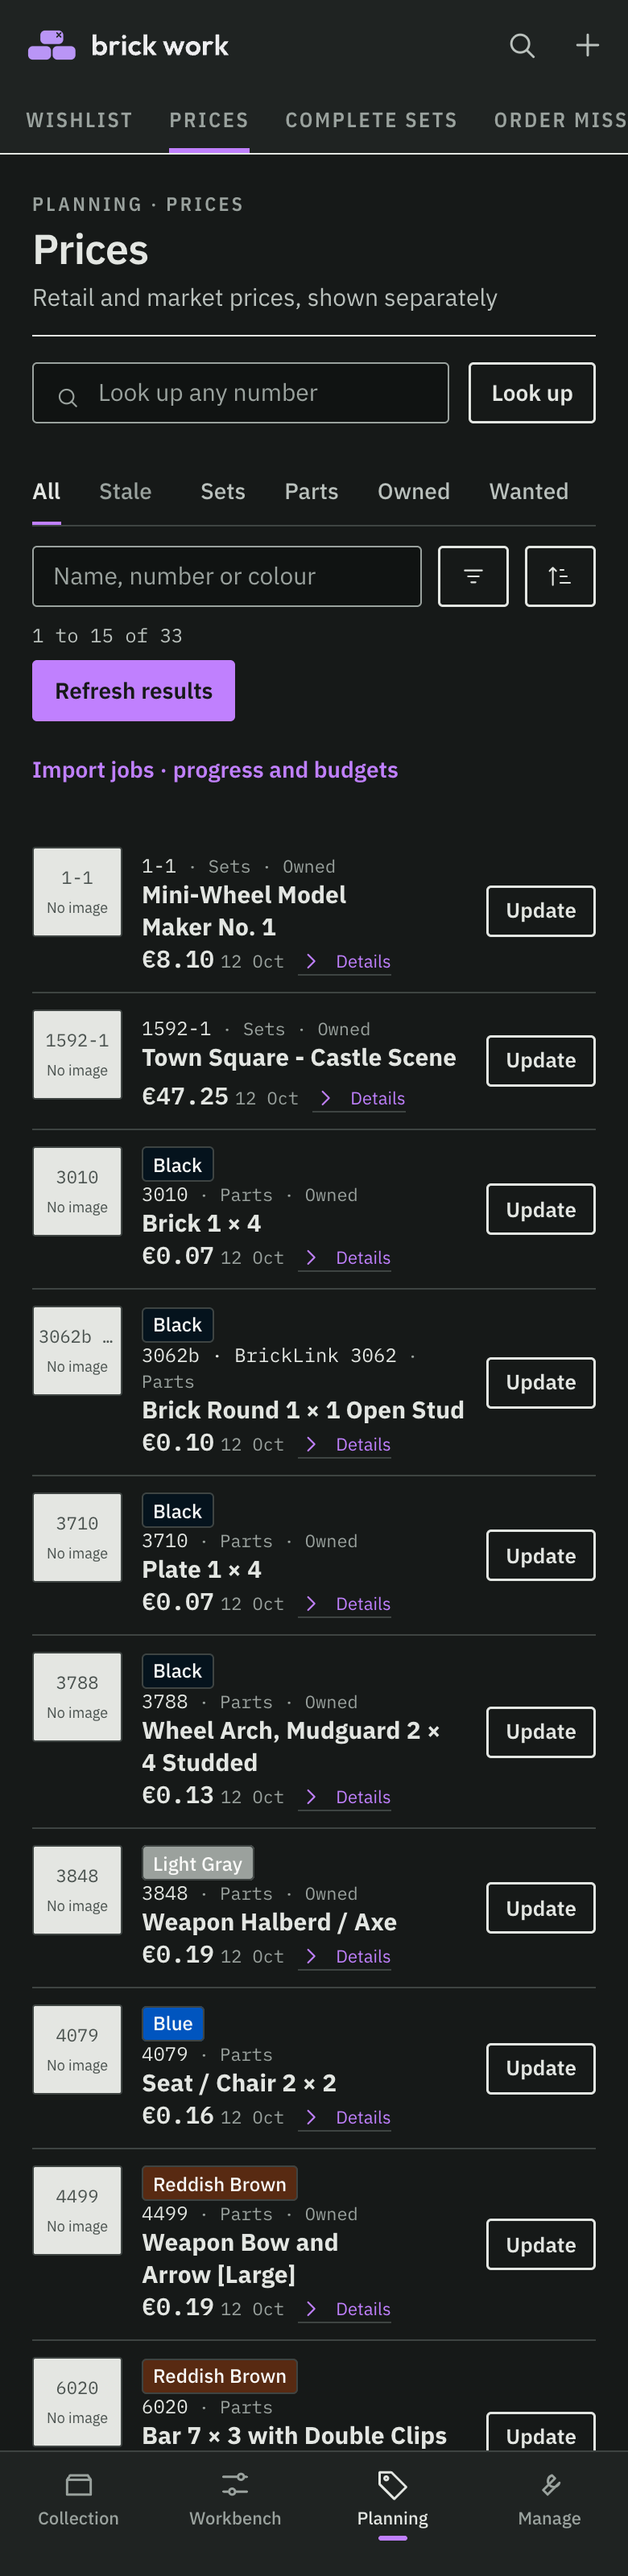 brick work
WISHLIST PRICES COMPLETE SETS ORDER MISS
PLANNING · PRICES
Prices
Retail and market prices, shown separately
Look up any number
Look up
All Stale Sets Parts Owned Wanted
Name, number or colour
1 to 15 of 33
Refresh results
Import jobs · progress and budgets
1-1
No image
1-1 · Sets · Owned
Mini-Wheel Model
Maker No. 1
€8.10 12 Oct Details
Update
1592-1
No image
1592-1 · Sets · Owned
Town Square - Castle Scene
€47.25 12 Oct Details
Update
3010
No image
Black
3010 · Parts · Owned
Brick 1 × 4
€0.07 12 Oct Details
Update
3062b …
No image
Black
3062b · BrickLink 3062 ·
Parts
Brick Round 1 × 1 Open Stud
€0.10 12 Oct Details
Update
3710
No image
Black
3710 · Parts · Owned
Plate 1 × 4
€0.07 12 Oct Details
Update
3788
No image
Black
3788 · Parts · Owned
Wheel Arch, Mudguard 2 ×
4 Studded
€0.13 12 Oct Details
Update
3848
No image
Light Gray
3848 · Parts · Owned
Weapon Halberd / Axe
€0.19 12 Oct Details
Update
4079
No image
Blue
4079 · Parts
Seat / Chair 2 × 2
€0.16 12 Oct Details
Update
4499
No image
Reddish Brown
4499 · Parts · Owned
Weapon Bow and
Arrow [Large]
€0.19 12 Oct Details
Update
6020
No image
Reddish Brown
6020 · Parts
Bar 7 × 3 with Double Clips
Update
Collection Workbench Planning Manage